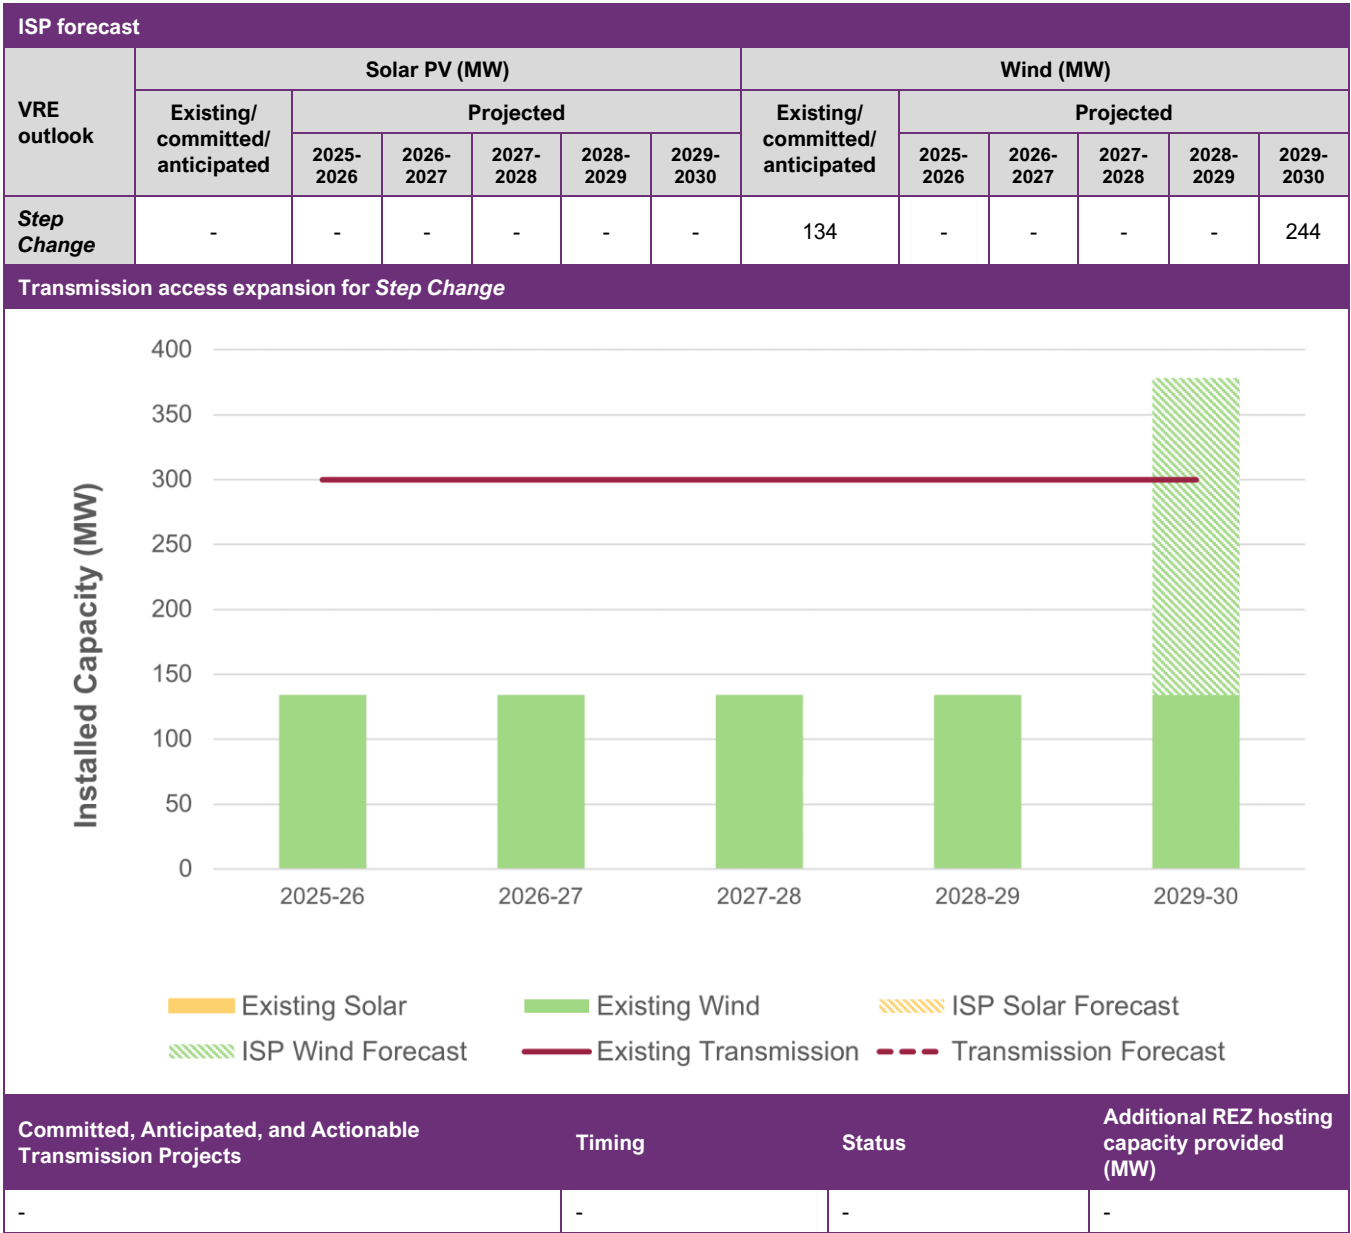 ISP forecast
VRE outlook
Solar PV (MW)
Wind (MW)
Existing/
committed/
anticipated
Projected
Existing/
committed/
anticipated
Projected
2025-2026 2026-2027 2027-2028 2028-2029 2029-2030
2025-2026 2026-2027 2027-2028 2028-2029 2029-2030
Step Change - - - - - - 134 - - - - 244
Transmission access expansion for Step Change
Installed Capacity (MW)
400
350
300
250
200
150
100
50
0
2025-26 2026-27 2027-28 2028-29 2029-30
Existing Solar Existing Wind ISP Solar Forecast
ISP Wind Forecast Existing Transmission Transmission Forecast
Committed, Anticipated, and Actionable
Transmission Projects
Timing
Status
Additional REZ hosting
capacity provided
(MW)
- - - -